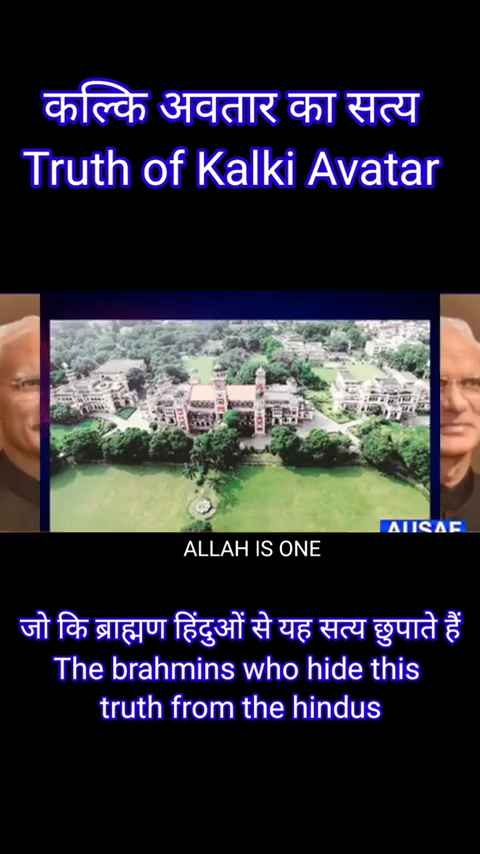 कल्कि अवतार का सत्य
Truth of Kalki Avatar
AUSAF
ALLAH IS ONE
जो कि ब्राह्मण हिंदुओं से यह सत्य छुपाते हैं
The brahmins who hide this
truth from the hindus